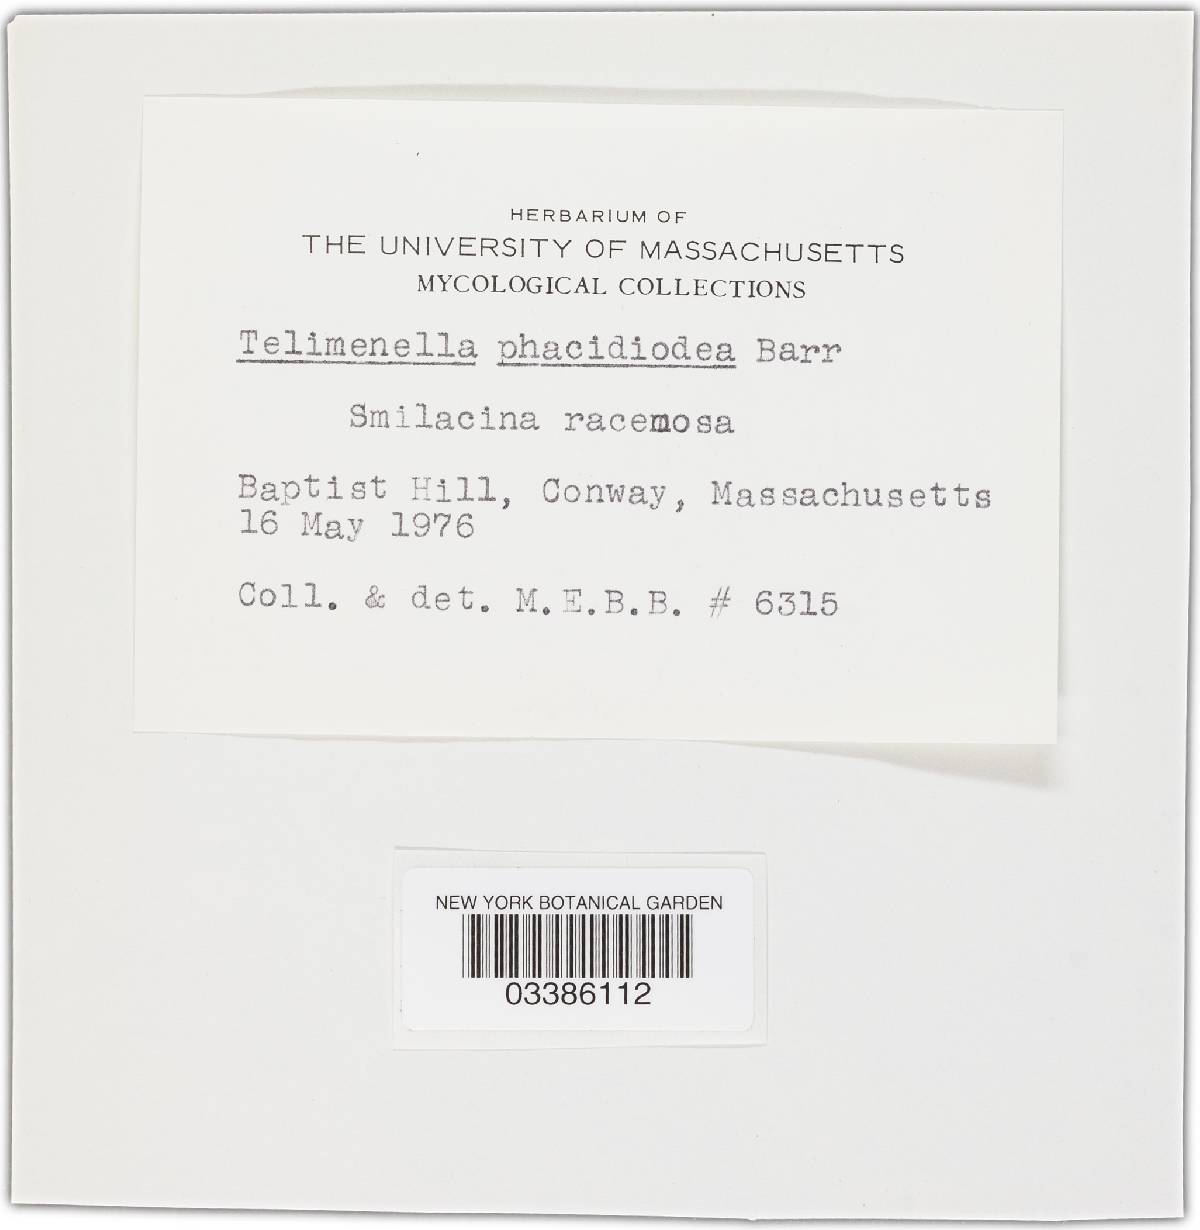 HERBARIUM OF
THE UNIVERSITY OF MASSACHUSETTS
MYCOLOGICAL COLLECTIONS
Telimenella phacidiodea Barr
Smilacina racemosa
Baptist Hill, Conway, Massachusetts
16 May 1976
Coll. & det. M.E.B.B. # 6315
NEW YORK BOTANICAL GARDEN
03386112